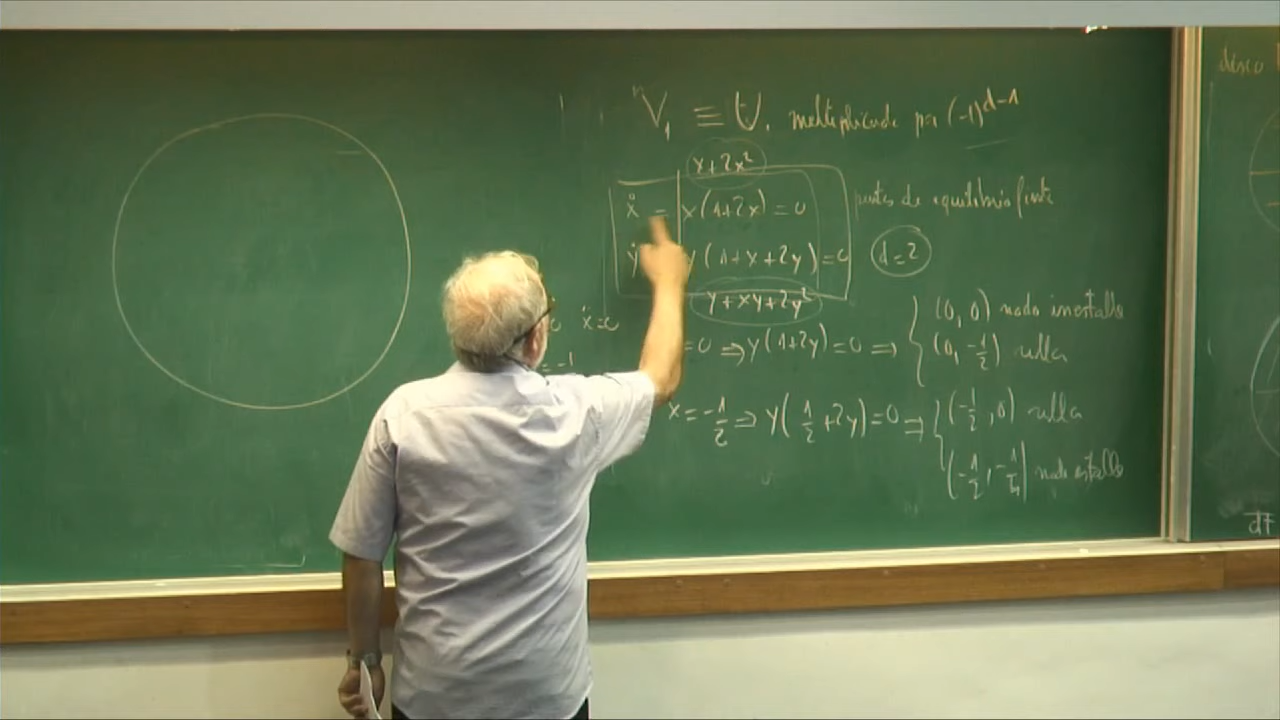 V₁ ≡ U₁ multiplicado por (-1)^{d-1}
x+2x²
ẋ = x(1+2x) = 0 puntos de equilibrio finito
ẏ y(1+x+2y) = 0 d=2
y+xy+2y²
ẋ=0
=0 ⇒ y(1+2y)=0 ⇒ { (0,0) nodo inestable
(0,-1/2) silla
x=-1/2 ⇒ y(1/2+2y)=0 ⇒ { (-1/2,0) silla
(-1/2,-1/4) nodo estable
disco